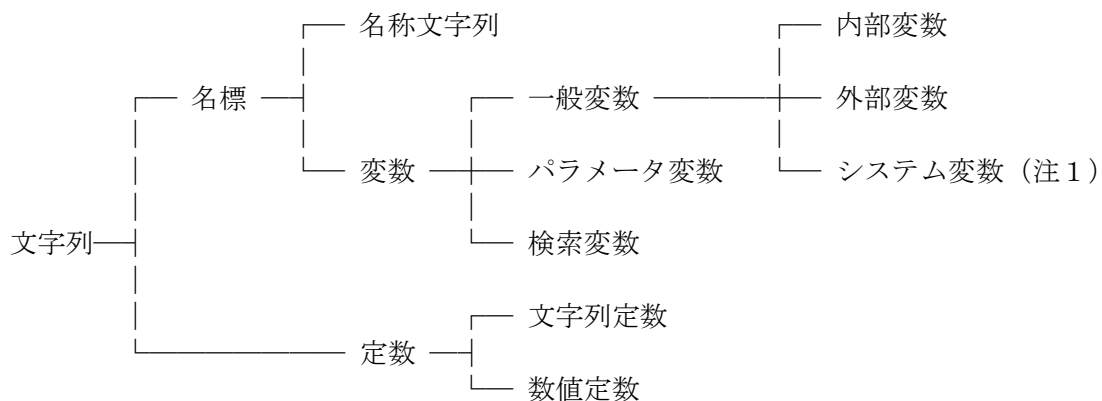 名称文字列
内部変数
名標
一般変数
外部変数
変数
パラメータ変数
システム変数（注１）
文字列
検索変数
文字列定数
定数
数値定数